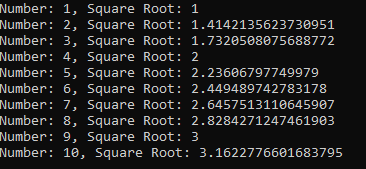 Number: 1, Square Root: 1
Number: 2, Square Root: 1.4142135623730951
Number: 3, Square Root: 1.7320508075688772
Number: 4, Square Root: 2
Number: 5, Square Root: 2.23606797749979
Number: 6, Square Root: 2.449489742783178
Number: 7, Square Root: 2.6457513110645907
Number: 8, Square Root: 2.8284271247461903
Number: 9, Square Root: 3
Number: 10, Square Root: 3.1622776601683795